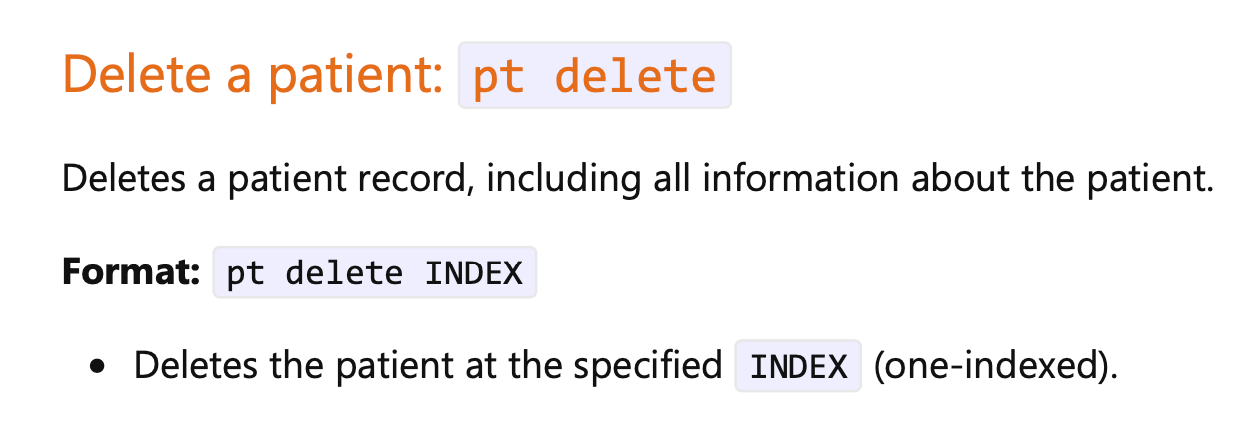 Delete a patient: pt delete
Deletes a patient record, including all information about the patient.
Format: pt delete INDEX
• Deletes the patient at the specified INDEX (one-indexed).